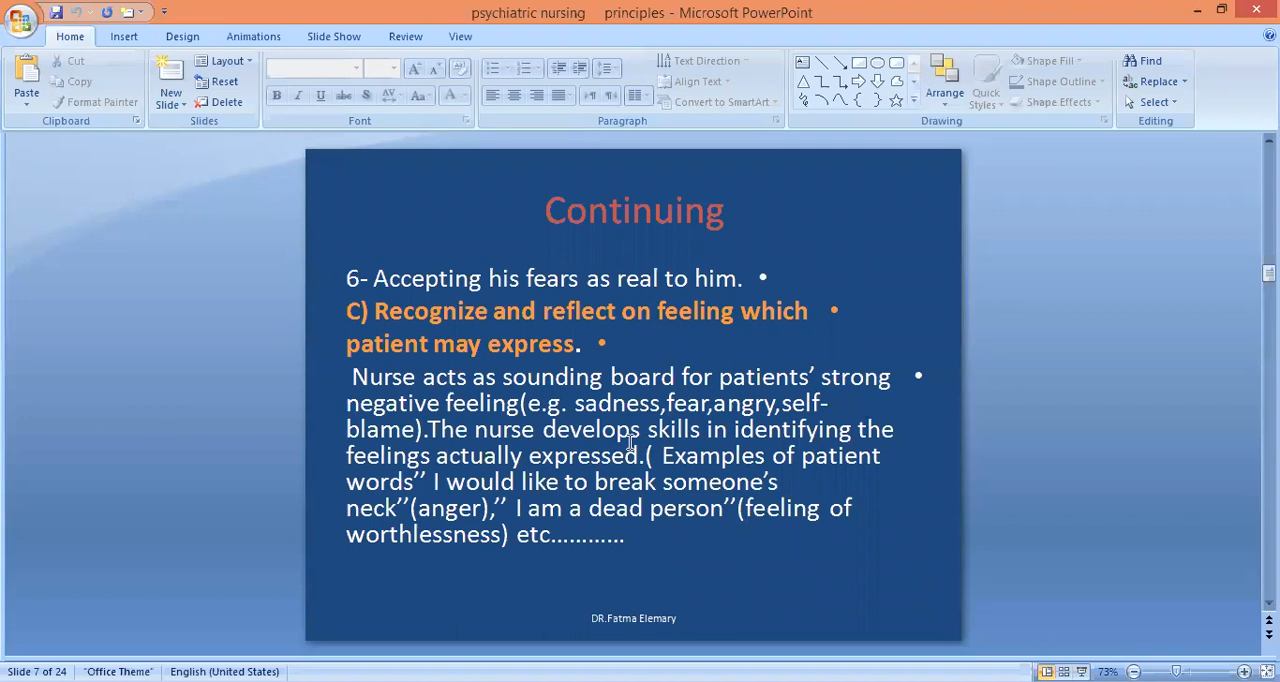 psychiatric nursing principles - Microsoft PowerPoint
Home Insert Design Animations Slide Show Review View
Paste
Cut
Copy
Format Painter
Clipboard
New Slide
Layout
Reset
Delete
Slides
B I U abc S AV Aa A
Font
Text Direction
Align Text
Convert to SmartArt
Paragraph
Arrange
Quick Styles
Shape Fill
Shape Outline
Shape Effects
Drawing
Find
Replace
Select
Editing
Continuing
6- Accepting his fears as real to him. •
C) Recognize and reflect on feeling which •
patient may express. •
Nurse acts as sounding board for patients’ strong •
negative feeling(e.g. sadness,fear,angry,self-
blame).The nurse develops skills in identifying the
feelings actually expressed.( Examples of patient
words’’ I would like to break someone’s
neck’’(anger),’’ I am a dead person’’(feeling of
worthlessness) etc…………
DR.Fatma Elemary
Slide 7 of 24 "Office Theme" English (United States) 73%